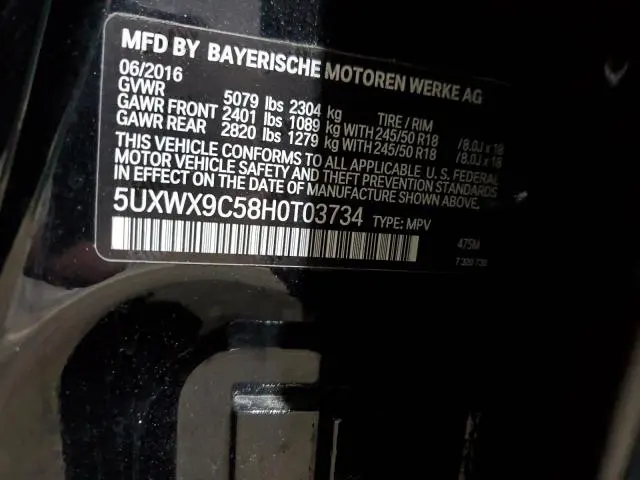 MFD BY BAYERISCHE MOTOREN WERKE AG
06/2016
GVWR 5079 lbs 2304 kg TIRE / RIM
GAWR FRONT 2401 lbs 1089 kg WITH 245/50 R18 /8.0J x 18
GAWR REAR 2820 lbs 1279 kg WITH 245/50 R18 /8.0J x 18
THIS VEHICLE CONFORMS TO ALL APPLICABLE U. S. FEDERAL
MOTOR VEHICLE SAFETY AND THEFT PREVENTION STANDARDS
IN EFFECT ON THE DATE OF MANUFACTURE SHOWN ABOVE.
5UXWX9C58H0T03734 TYPE: MPV
475M